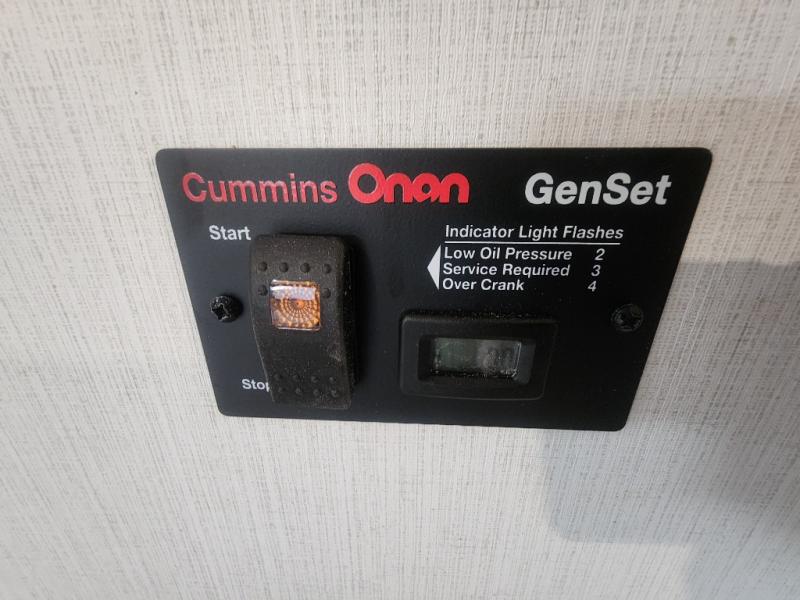 Cummins Onan GenSet
Start
Indicator Light Flashes
Low Oil Pressure 2
Service Required 3
Over Crank 4
Stop